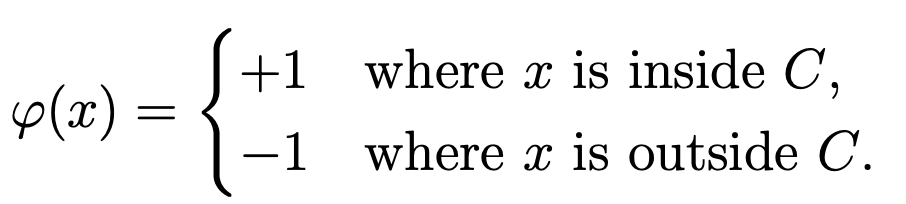 φ(x) = { +1 where x is inside C,
−1 where x is outside C.